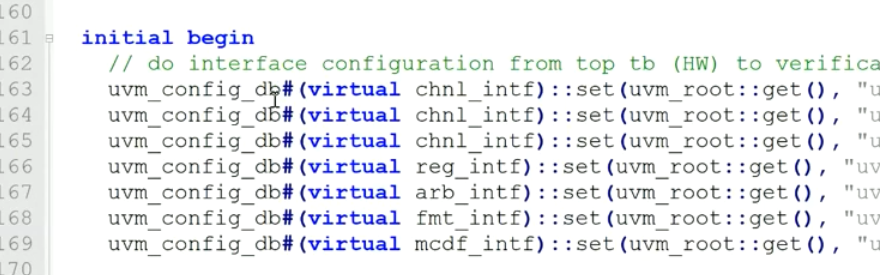 160
161 initial begin
162 // do interface configuration from top tb (HW) to verifica
163 uvm_config_db#(virtual chnl_intf)::set(uvm_root::get(), "u
164 uvm_config_db#(virtual chnl_intf)::set(uvm_root::get(), "u
165 uvm_config_db#(virtual chnl_intf)::set(uvm_root::get(), "u
166 uvm_config_db#(virtual reg_intf)::set(uvm_root::get(), "uv
167 uvm_config_db#(virtual arb_intf)::set(uvm_root::get(), "uv
168 uvm_config_db#(virtual fmt_intf)::set(uvm_root::get(), "uv
169 uvm_config_db#(virtual mcdf_intf)::set(uvm_root::get(), "u
170